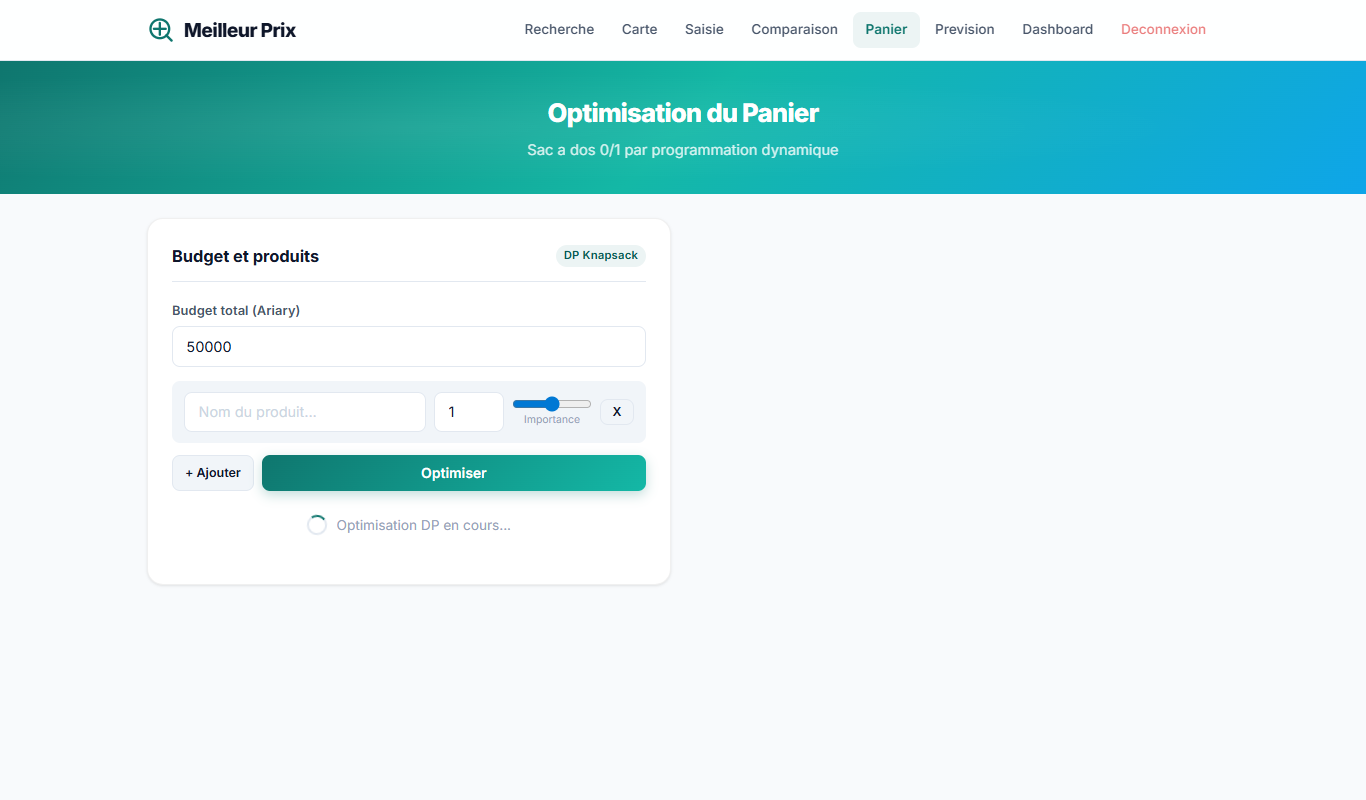 Meilleur Prix
Recherche Carte Saisie Comparaison Panier Prevision Dashboard Deconnexion
Optimisation du Panier
Sac a dos 0/1 par programmation dynamique
Budget et produits DP Knapsack
Budget total (Ariary)
50000
Nom du produit... 1 Importance X
+ Ajouter Optimiser
Optimisation DP en cours...